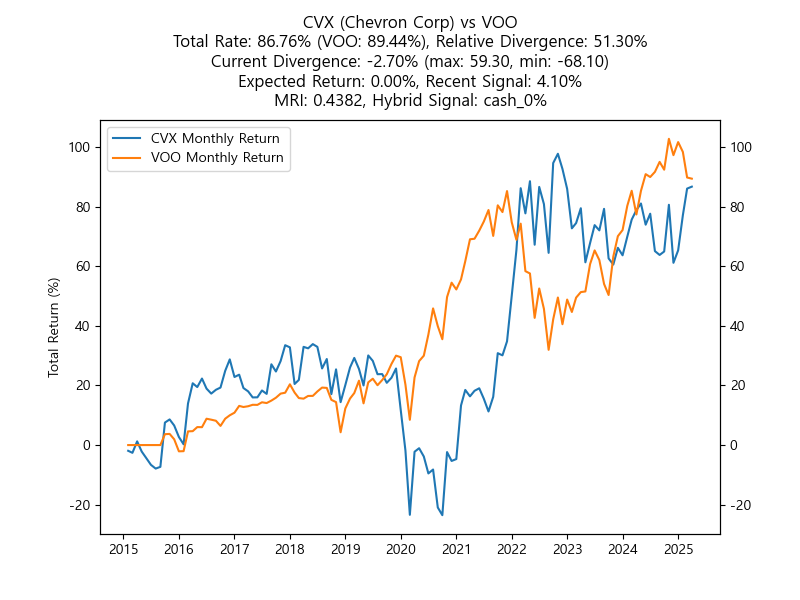 CVX (Chevron Corp) vs VOO
Total Rate: 86.76% (VOO: 89.44%), Relative Divergence: 51.30%
Current Divergence: -2.70% (max: 59.30, min: -68.10)
Expected Return: 0.00%, Recent Signal: 4.10%
MRI: 0.4382, Hybrid Signal: cash_0%
CVX Monthly Return
VOO Monthly Return
Total Return (%)
100
80
60
40
20
0
-20
100
80
60
40
20
0
-20
2015 2016 2017 2018 2019 2020 2021 2022 2023 2024 2025